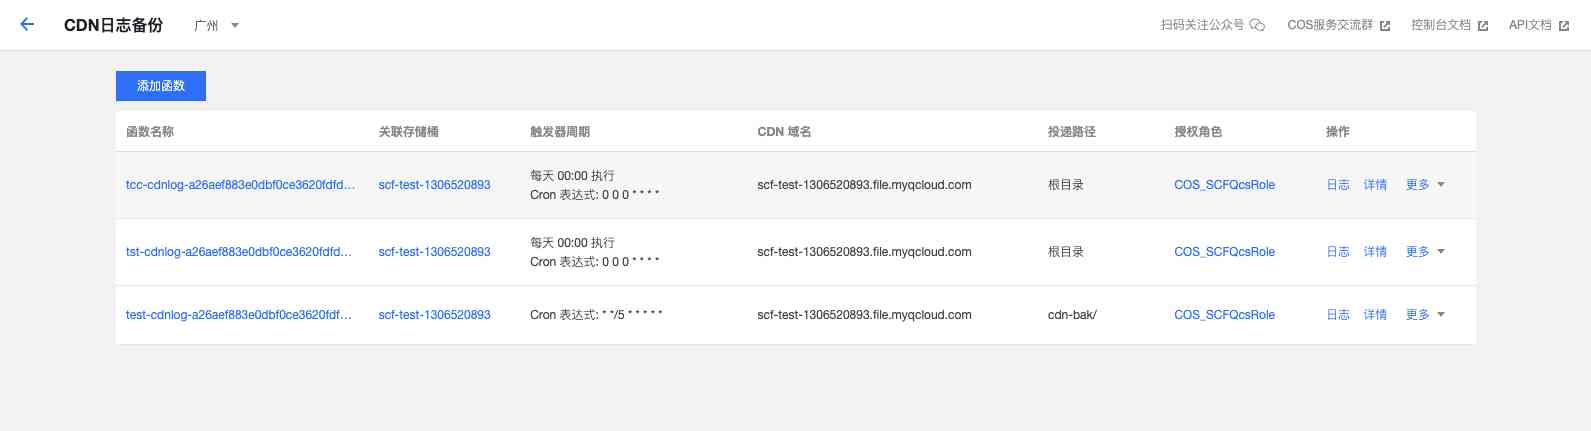 CDN日志备份
广州
扫码关注公众号
COS服务交流群
控制台文档
API文档
添加函数
函数名称 关联存储桶 触发器周期 CDN 域名 投递路径 授权角色 操作
tcc-cdnlog-a26aef883e0dbf0ce3620fdfd... scf-test-1306520893 每天 00:00 执行
Cron 表达式: 0 0 0 * * * * scf-test-1306520893.file.myqcloud.com 根目录 COS_SCFQcsRole 日志 详情 更多
tst-cdnlog-a26aef883e0dbf0ce3620fdfd... scf-test-1306520893 每天 00:00 执行
Cron 表达式: 0 0 0 * * * * scf-test-1306520893.file.myqcloud.com 根目录 COS_SCFQcsRole 日志 详情 更多
test-cdnlog-a26aef883e0dbf0ce3620fdf... scf-test-1306520893 Cron 表达式: * */5 * * * * * scf-test-1306520893.file.myqcloud.com cdn-bak/ COS_SCFQcsRole 日志 详情 更多